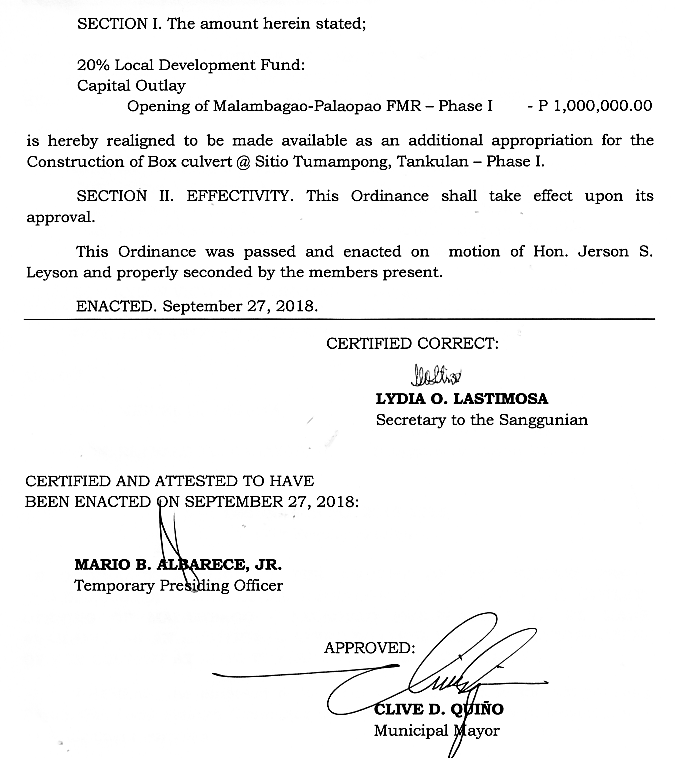 SECTION I. The amount herein stated;
20% Local Development Fund:
Capital Outlay
Opening of Malambagao-Palaopao FMR – Phase I - P 1,000,000.00
is hereby realigned to be made available as an additional appropriation for the
Construction of Box culvert @ Sitio Tumampong, Tankulan – Phase I.
SECTION II. EFFECTIVITY. This Ordinance shall take effect upon its
approval.
This Ordinance was passed and enacted on motion of Hon. Jerson S.
Leyson and properly seconded by the members present.
ENACTED. September 27, 2018.
CERTIFIED CORRECT:
LYDIA O. LASTIMOSA
Secretary to the Sanggunian
CERTIFIED AND ATTESTED TO HAVE
BEEN ENACTED ON SEPTEMBER 27, 2018:
MARIO B. ALBARECE, JR.
Temporary Presiding Officer
APPROVED:
CLIVE D. QUIÑO
Municipal Mayor